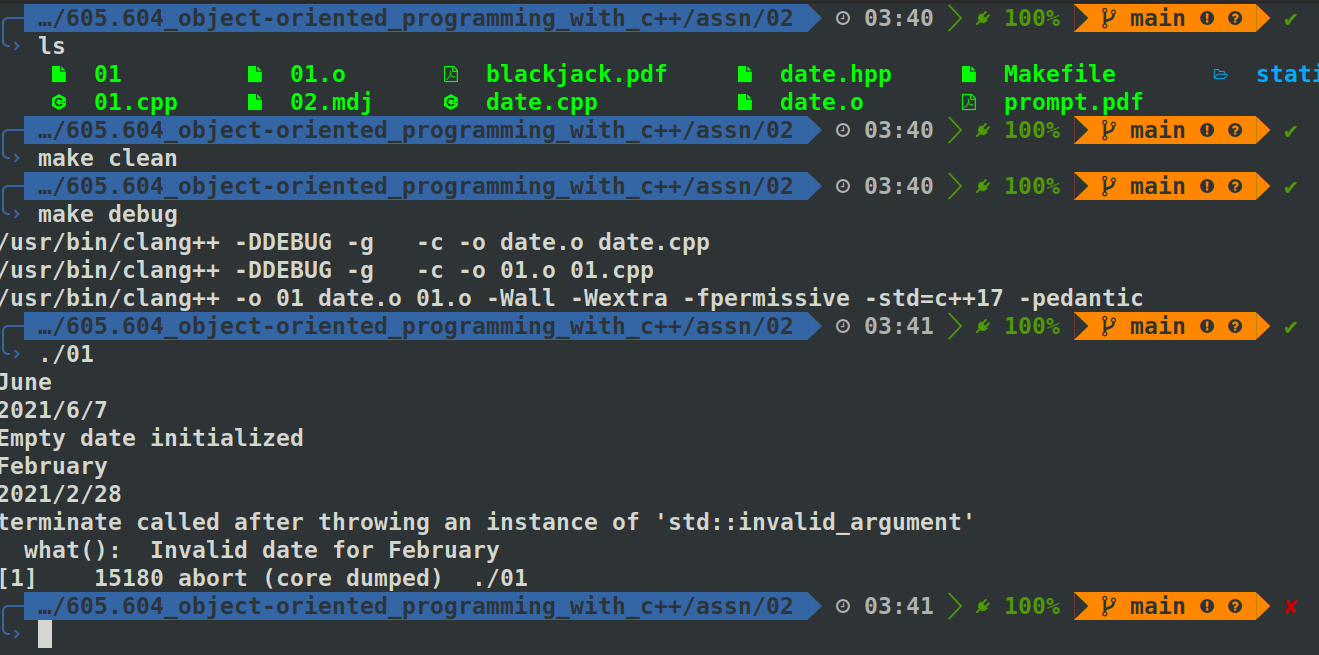 …/605.604_object-oriented_programming_with_c++/assn/02 03:40 100% main
ls
01 01.o blackjack.pdf date.hpp Makefile stati
01.cpp 02.mdj date.cpp date.o prompt.pdf
…/605.604_object-oriented_programming_with_c++/assn/02 03:40 100% main
make clean
…/605.604_object-oriented_programming_with_c++/assn/02 03:40 100% main
make debug
/usr/bin/clang++ -DDEBUG -g   -c -o date.o date.cpp
/usr/bin/clang++ -DDEBUG -g   -c -o 01.o 01.cpp
/usr/bin/clang++ -o 01 date.o 01.o -Wall -Wextra -fpermissive -std=c++17 -pedantic
…/605.604_object-oriented_programming_with_c++/assn/02 03:41 100% main
./01
June
2021/6/7
Empty date initialized
February
2021/2/28
terminate called after throwing an instance of 'std::invalid_argument'
  what():  Invalid date for February
[1]    15180 abort (core dumped)  ./01
…/605.604_object-oriented_programming_with_c++/assn/02 03:41 100% main